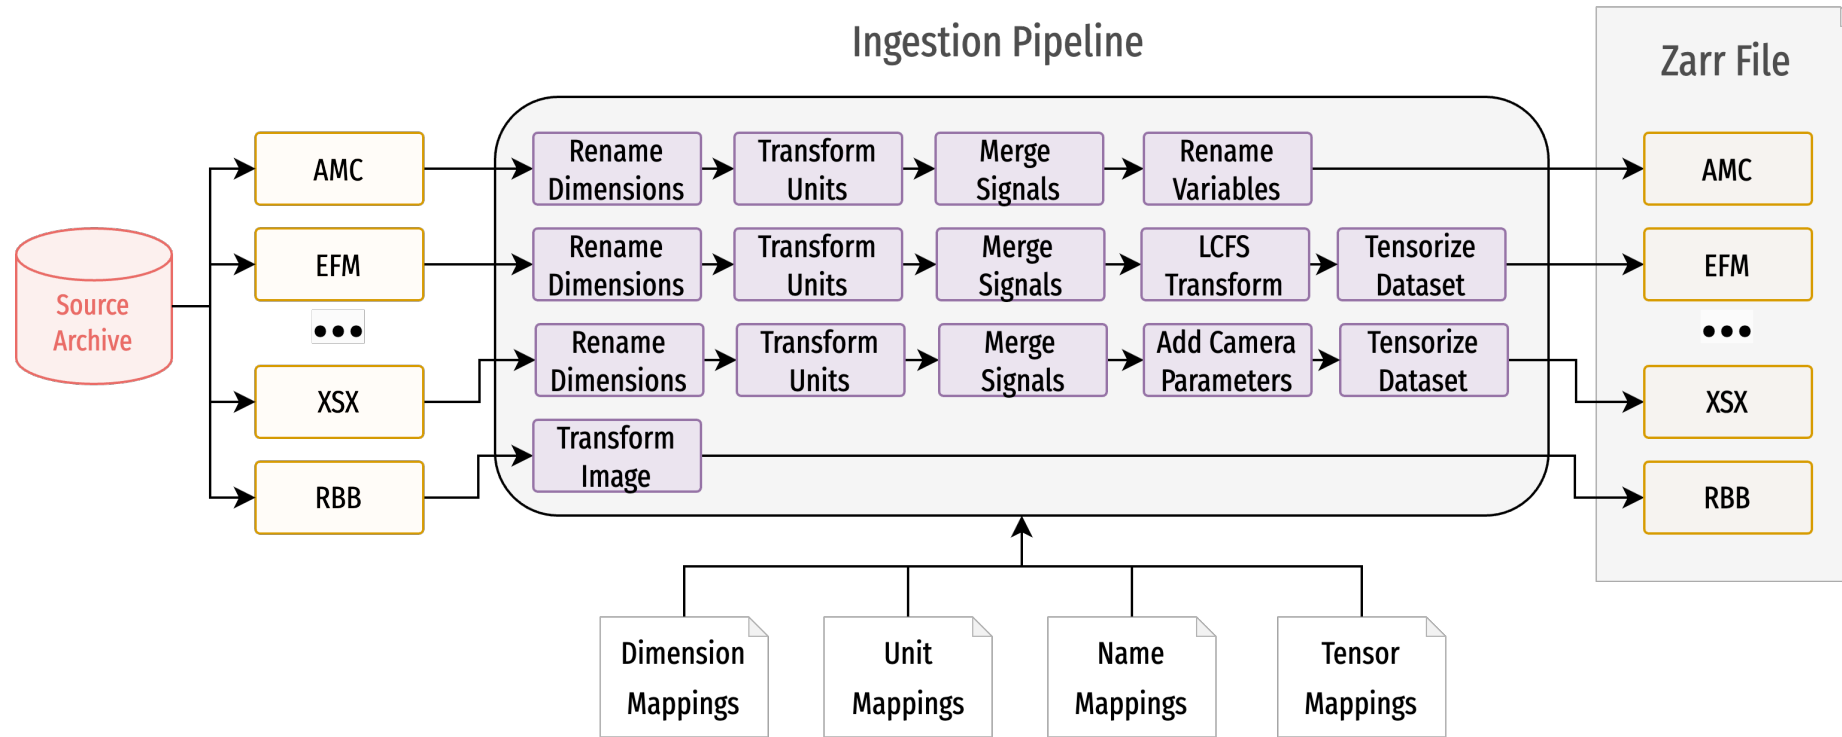 Ingestion Pipeline
Zarr File
Source
Archive
AMC
EFM
XSX
RBB
Rename
Dimensions
Transform
Units
Merge
Signals
Rename
Variables
Rename
Dimensions
Transform
Units
Merge
Signals
LCFS
Transform
Tensorize
Dataset
Rename
Dimensions
Transform
Units
Merge
Signals
Add Camera
Parameters
Tensorize
Dataset
Transform
Image
AMC
EFM
XSX
RBB
Dimension
Mappings
Unit
Mappings
Name
Mappings
Tensor
Mappings